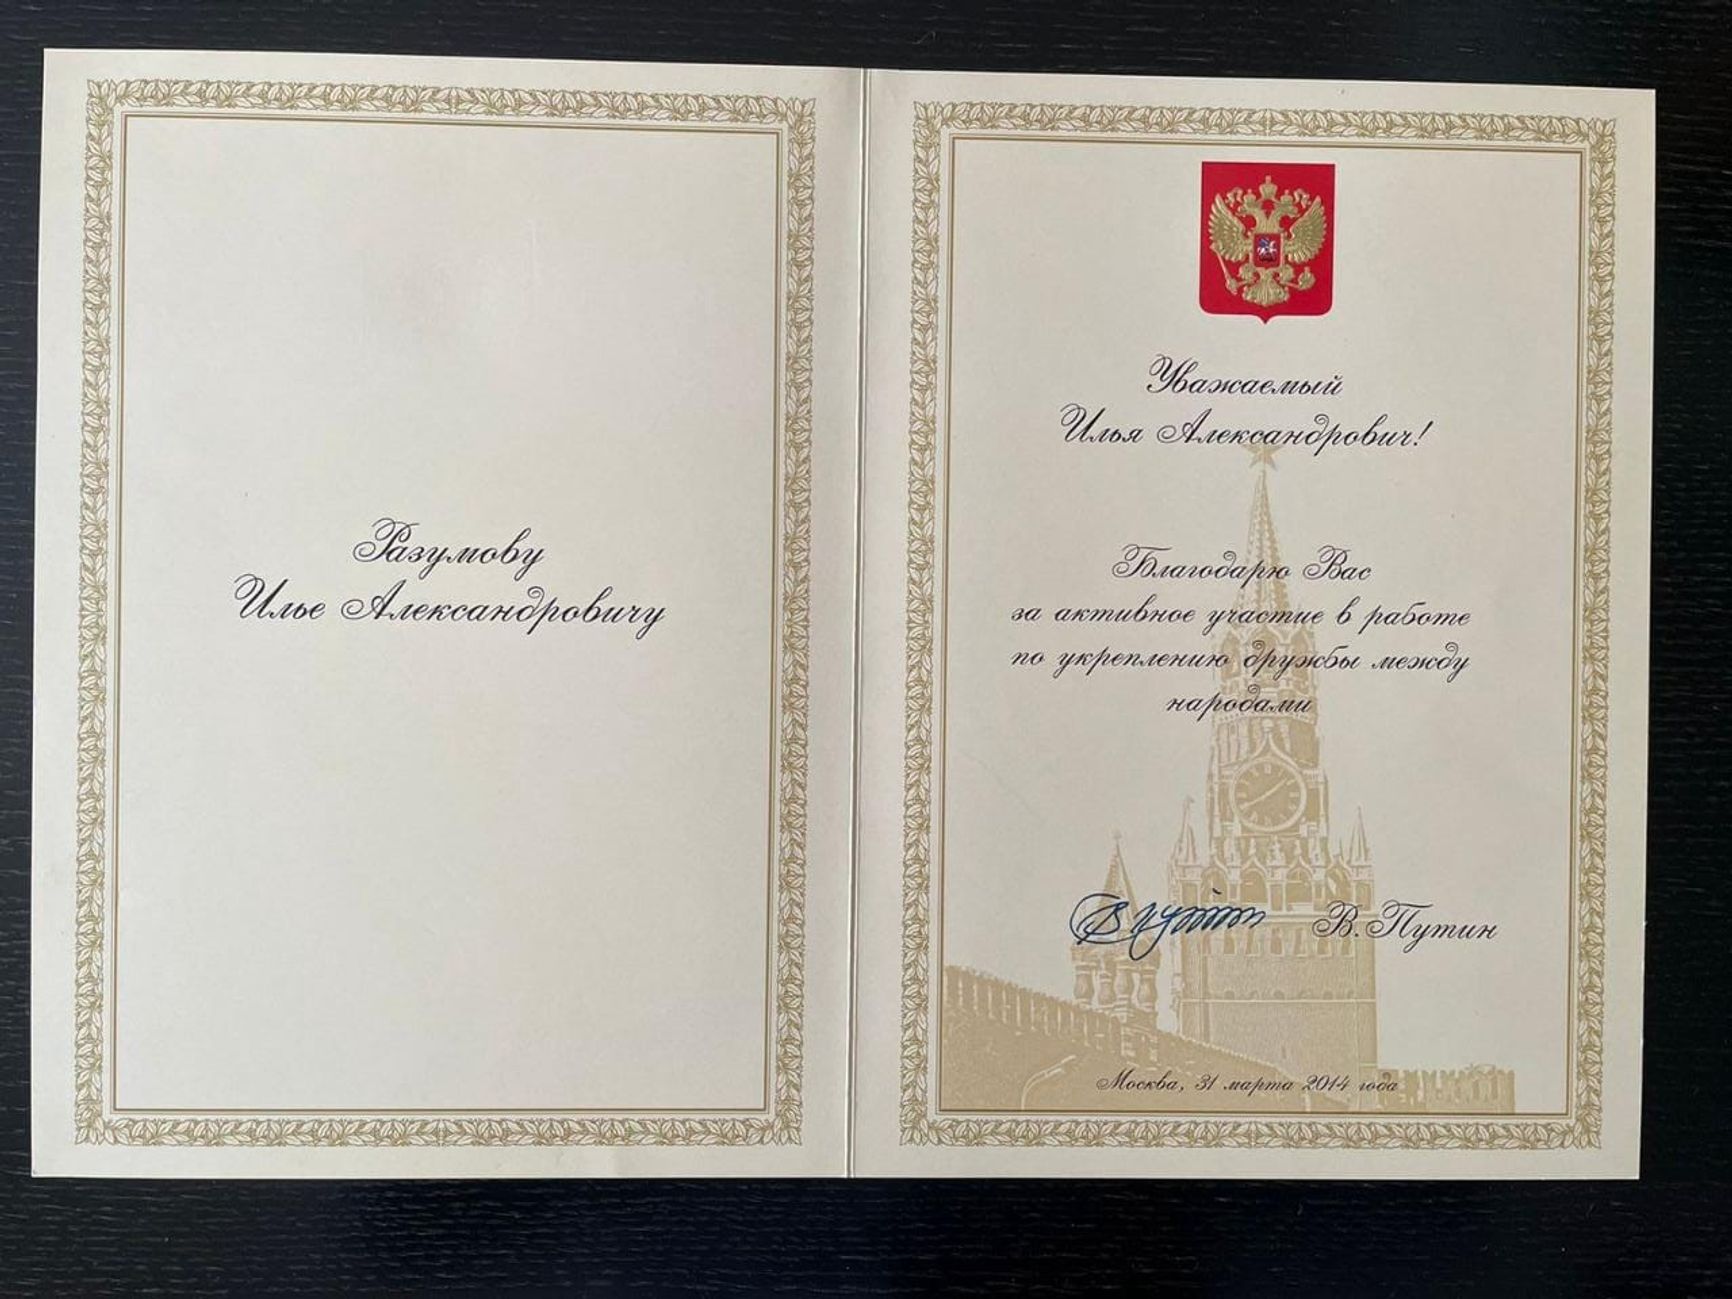 Разумову
Илье Александровичу
Уважаемый
Илья Александрович!
Благодарю Вас
за активное участие в работе
по укреплению дружбы между
народами
В Путин В. Путин
Москва, 31 марта 2014 года